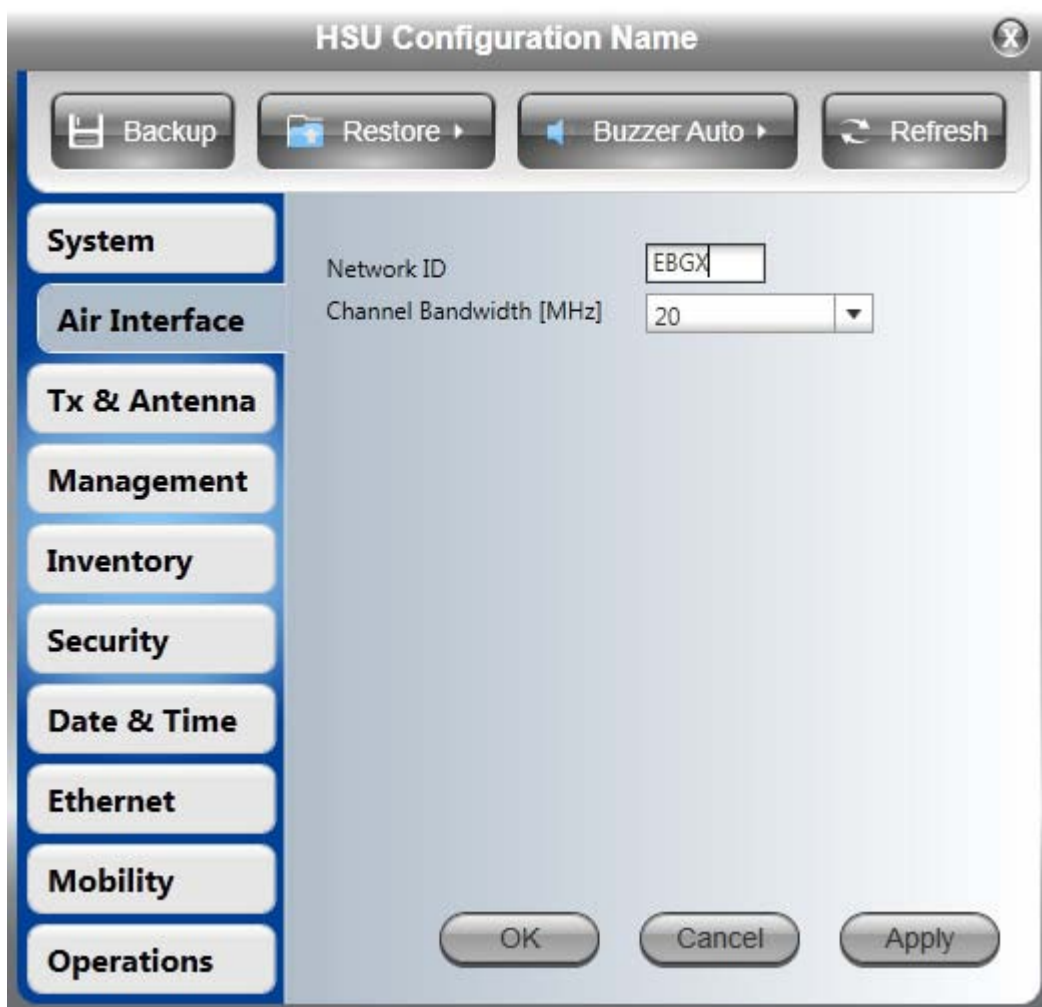 HSU Configuration Name
X
Backup
Restore
Buzzer Auto
Refresh
System
Air Interface
Tx & Antenna
Management
Inventory
Security
Date & Time
Ethernet
Mobility
Operations
Network ID EBGX
Channel Bandwidth [MHz] 20
OK
Cancel
Apply